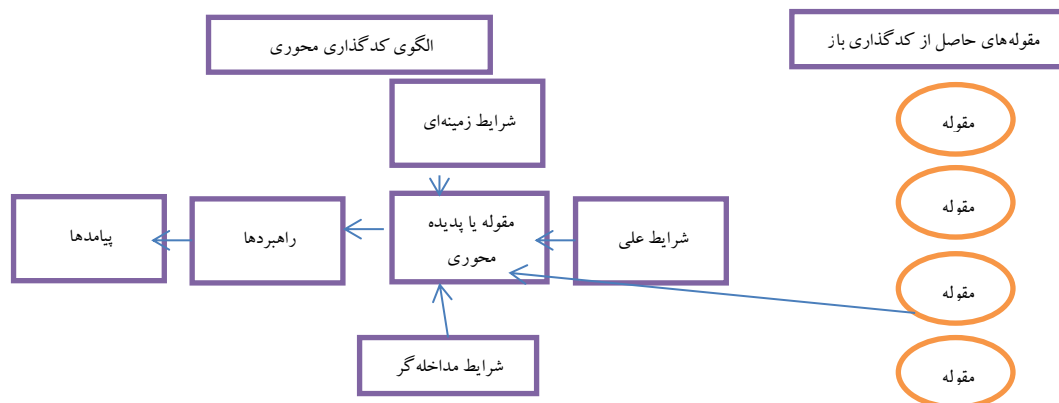 مقوله‌های حاصل از کدگذاری باز
الگوی کدگذاری محوری
مقوله
شرایط زمینه‌ای
مقوله
مقوله یا پدیده
محوری
شرایط علی
راهبردها
پیامدها
مقوله
شرایط مداخله‌گر
مقوله